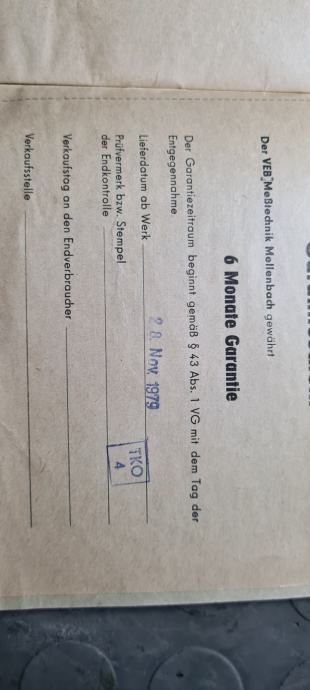 Der VEB Meßtechnik Mellenbach gewährt
6 Monate Garantie
Der Garantiezeitraum beginnt gemäß § 43 Abs. 1 VG mit dem Tag der
Entgegennahme.
Lieferdatum ab Werk 28. Nov. 1979
Prüfvermerk bzw. Stempel
der Endkontrolle TKO
4
Verkaufstag an den Endverbraucher
Verkaufsstelle